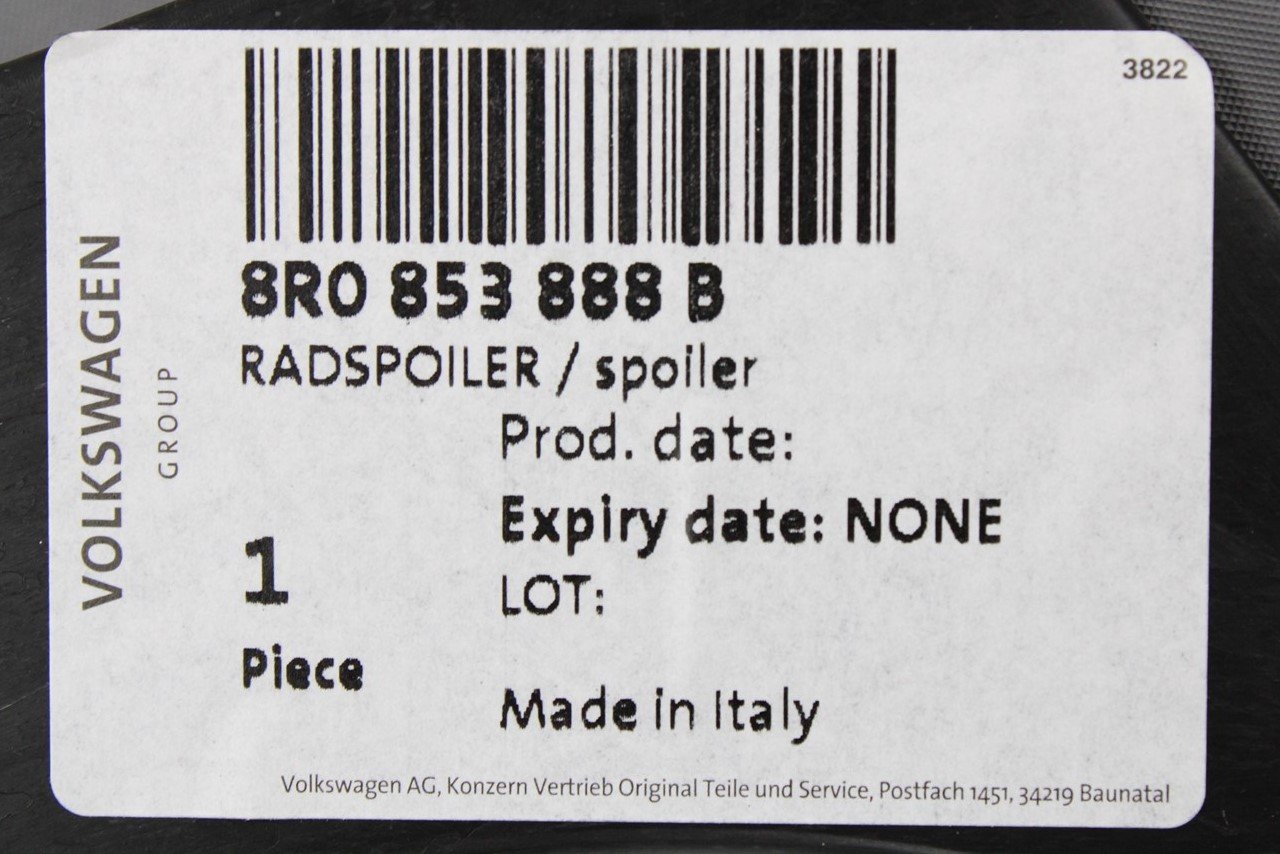 3822
VOLKSWAGEN
GROUP
8R0 853 888 B
RADSPOILER / spoiler
Prod. date:
Expiry date: NONE
1
LOT:
Piece
Made in Italy
Volkswagen AG, Konzern Vertrieb Original Teile und Service, Postfach 1451, 34219 Baunatal